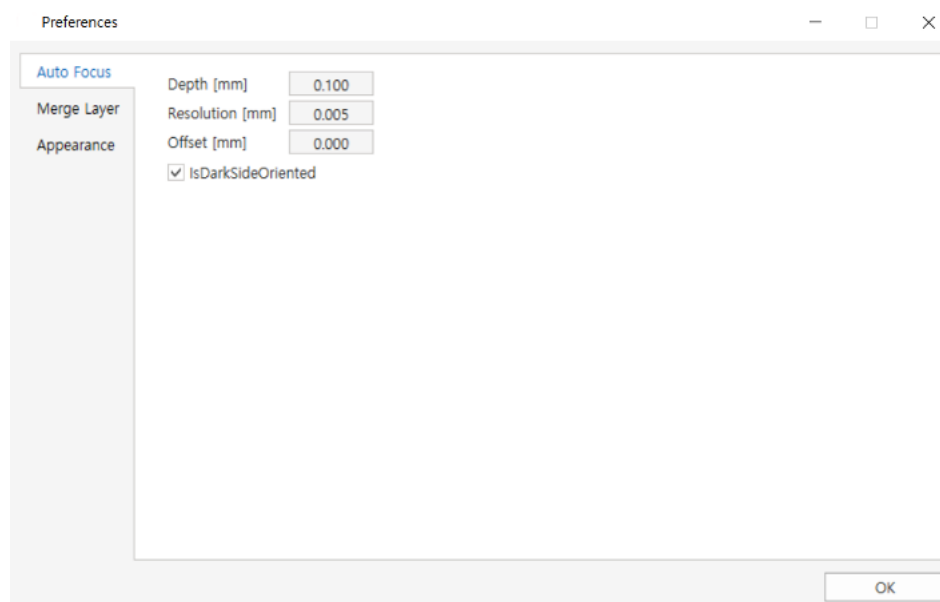 Preferences
Auto Focus
Merge Layer
Appearance
Depth [mm] 0.100
Resolution [mm] 0.005
Offset [mm] 0.000
IsDarkSideOriented
OK